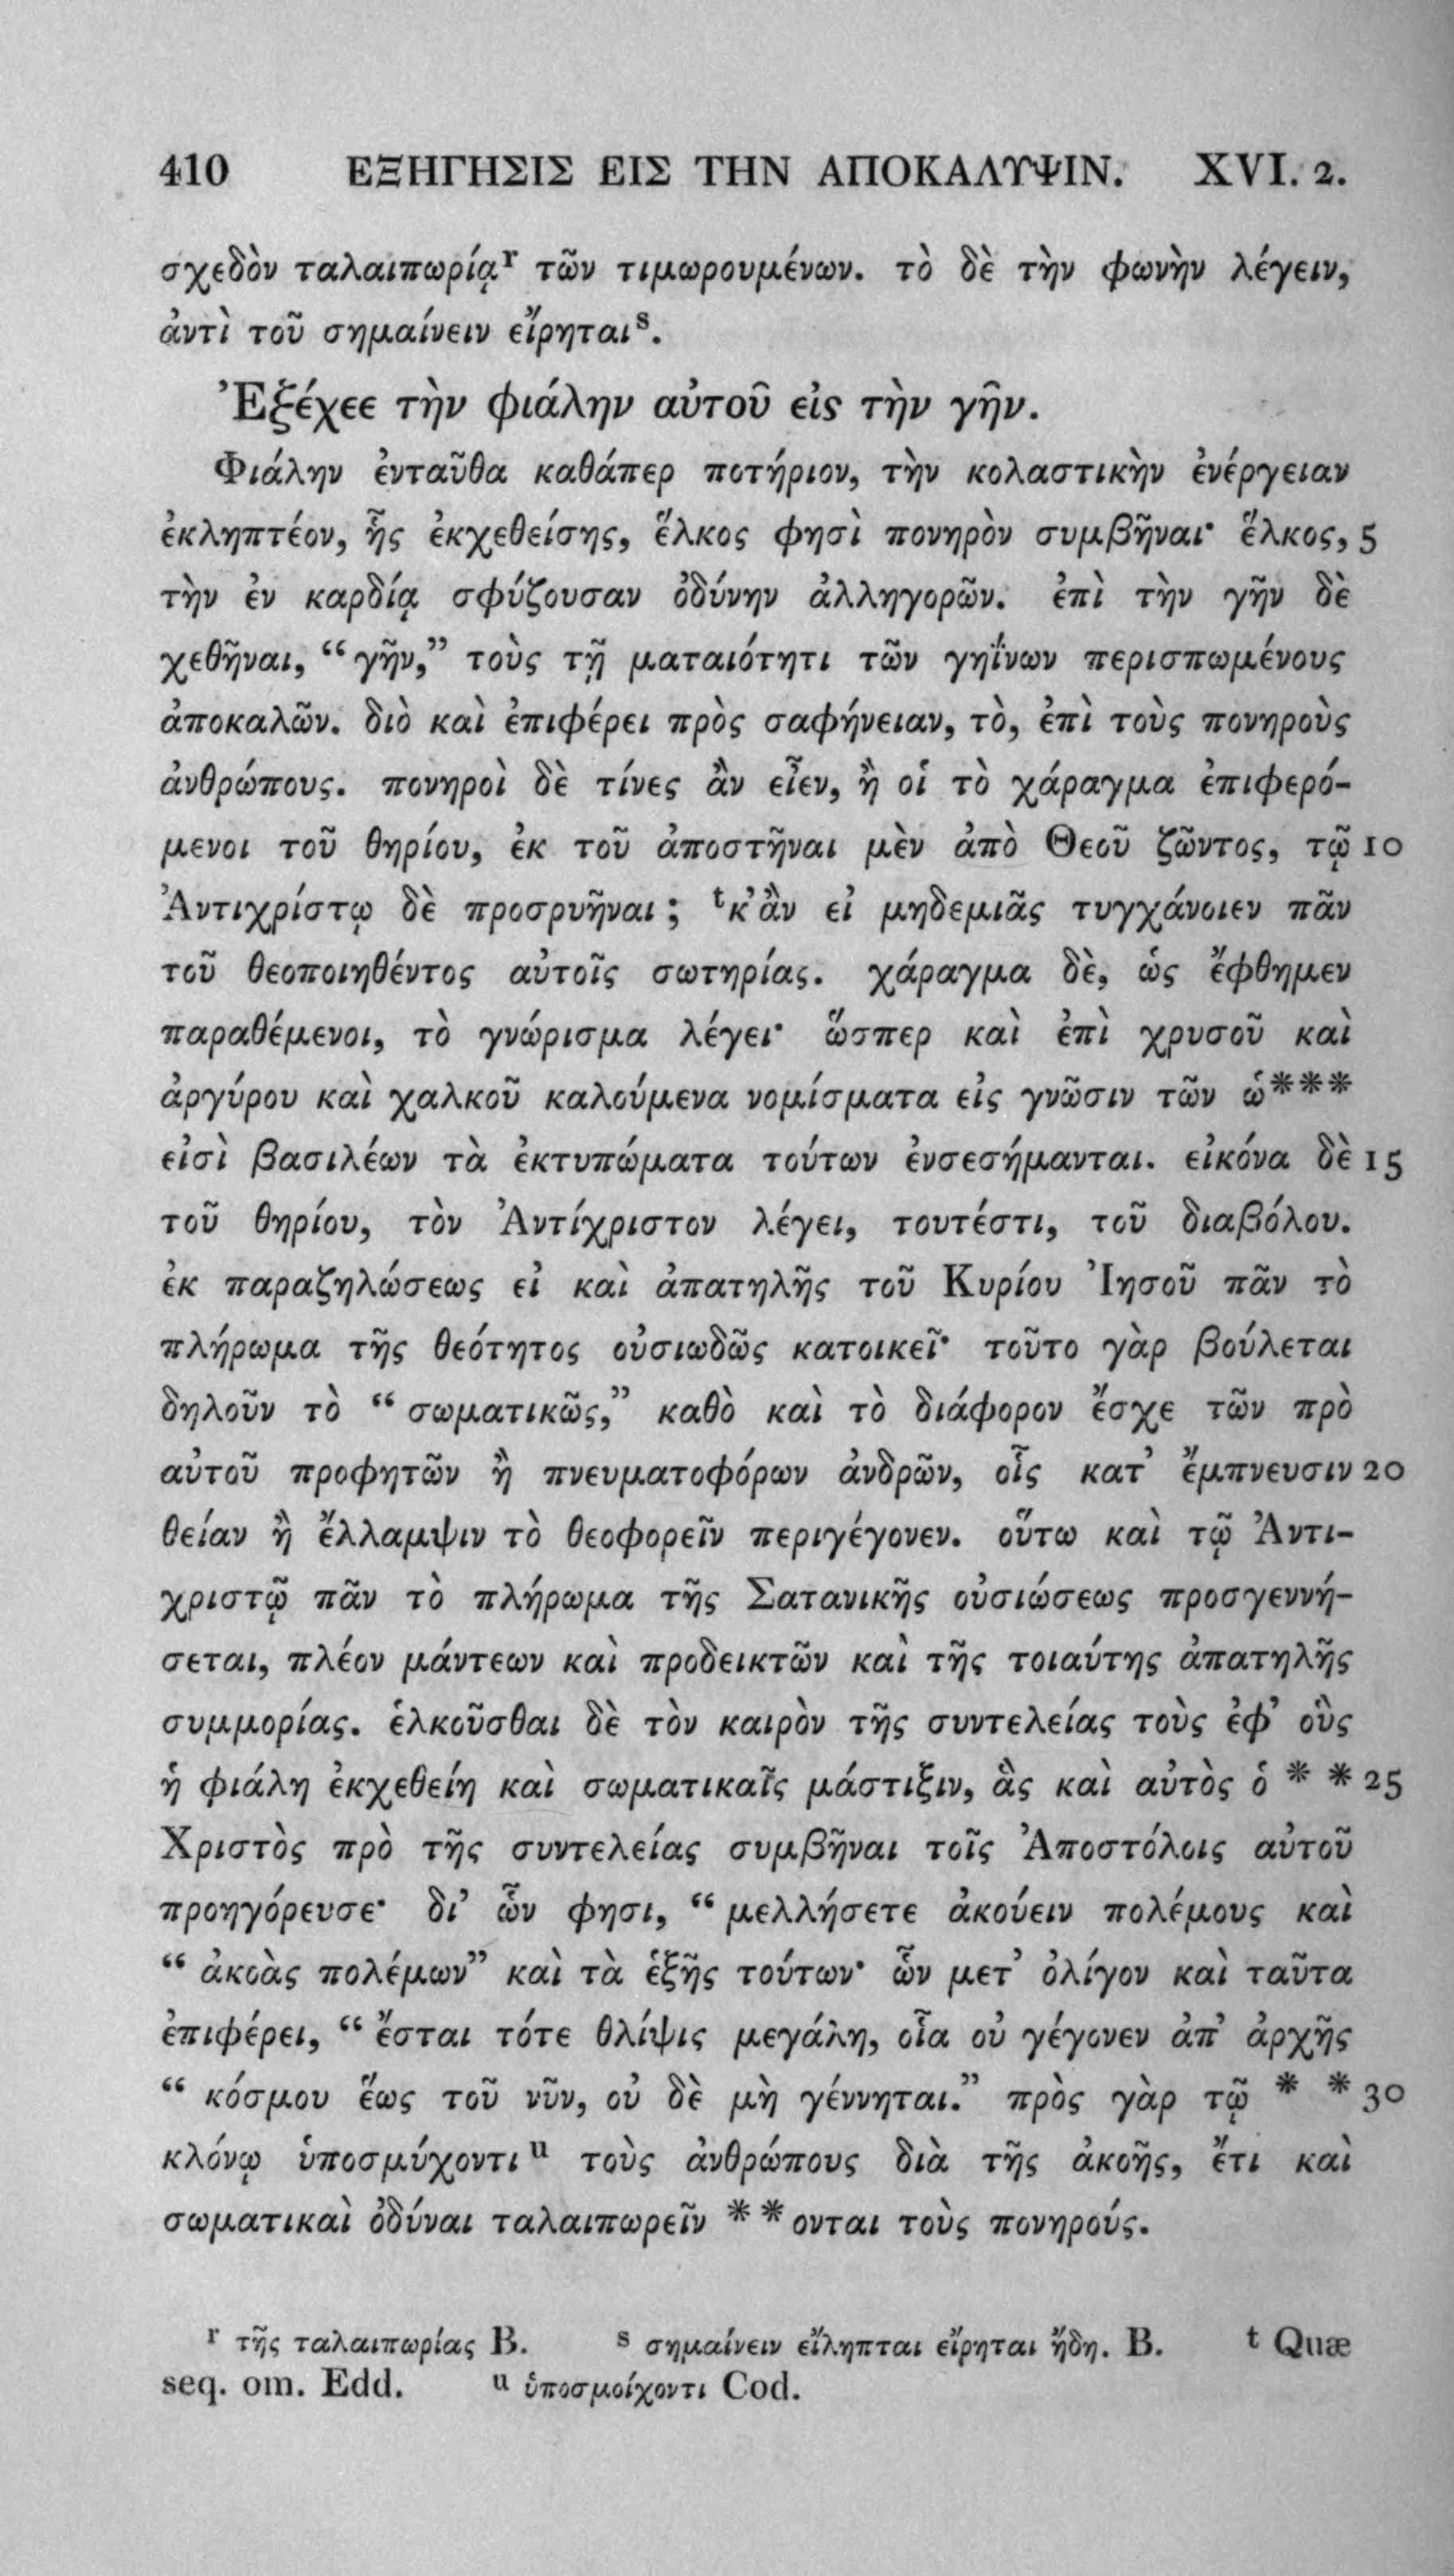 410 ΕΞΗΓΗΣΙΣ ΕΙΣ ΤΗΝ ΑΠΟΚΑΛΥΨΙΝ. XVI. 2.
σχεδὸν ταλαιπωρίᾳ r τῶν τιμωρουμένων. τὸ δὲ τὴν φωνὴν λέγειν,
ἀντὶ τοῦ σημαίνειν εἴρηται s.
Ἐξέχεε τὴν φιάλην αὐτοῦ εἰς τὴν γῆν.
Φιάλην ἐνταῦθα καθάπερ ποτήριον, τὴν κολαστικὴν ἐνέργειαν
ἐκληπτέον, ἧς ἐκχεθείσης, ἕλκος φησὶ πονηρὸν συμβῆναι· ἕλκος, 5
τὴν ἐν καρδίᾳ σφύζουσαν ὀδύνην ἀλληγορῶν. ἐπὶ τὴν γῆν δὲ
χεθῆναι, “ γῆν,” τοὺς τῇ ματαιότητι τῶν γηΐνων περισπωμένους
ἀποκαλῶν. διὸ καὶ ἐπιφέρει πρὸς σαφήνειαν, τὸ, ἐπὶ τοὺς πονηροὺς
ἀνθρώπους. πονηροὶ δὲ τίνες ἂν εἶεν, ἢ οἱ τὸ χάραγμα ἐπιφερό-
μενοι τοῦ θηρίου, ἐκ τοῦ ἀποστῆναι μὲν ἀπὸ Θεοῦ ζῶντος, τῷ 10
Ἀντιχρίστῳ δὲ προσρυῆναι ; t κ’ἂν εἰ μηδεμιᾶς τυγχάνοιεν πᾶν
τοῦ θεοποιηθέντος αὐτοῖς σωτηρίας. χάραγμα δὲ, ὡς ἔφθημεν
παραθέμενοι, τὸ γνώρισμα λέγει· ὥσπερ καὶ ἐπὶ χρυσοῦ καὶ
ἀργύρου καὶ χαλκοῦ καλούμενα νομίσματα εἰς γνῶσιν τῶν ὡ***
εἰσὶ βασιλέων τὰ ἐκτυπώματα τούτων ἐνσεσήμανται. εἰκόνα δὲ 15
τοῦ θηρίου, τὸν Ἀντίχριστον λέγει, τουτέστι, τοῦ διαβόλου.
ἐκ παραζηλώσεως εἰ καὶ ἀπατηλῆς τοῦ Κυρίου Ἰησοῦ πᾶν τὸ
πλήρωμα τῆς θεότητος οὐσιωδῶς κατοικεῖ· τοῦτο γὰρ βούλεται
δηλοῦν τὸ “ σωματικῶς,” καθὸ καὶ τὸ διάφορον ἔσχε τῶν πρὸ
αὐτοῦ προφητῶν ἢ πνευματοφόρων ἀνδρῶν, οἷς κατ’ ἔμπνευσιν 20
θείαν ἢ ἔλλαμψιν τὸ θεοφορεῖν περιγέγονεν. οὕτω καὶ τῷ Ἀντι-
χριστῷ πᾶν τὸ πλήρωμα τῆς Σατανικῆς οὐσιώσεως προσγεννή-
σεται, πλέον μάντεων καὶ προδεικτῶν καὶ τῆς τοιαύτης ἀπατηλῆς
συμμορίας. ἑλκοῦσθαι δὲ τὸν καιρὸν τῆς συντελείας τοὺς ἐφ’ οὓς
ἡ φιάλη ἐκχεθείη καὶ σωματικαῖς μάστιξιν, ἃς καὶ αὐτὸς ὁ * * 25
Χριστὸς πρὸ τῆς συντελείας συμβῆναι τοῖς Ἀποστόλοις αὐτοῦ
προηγόρευσε· δι’ ὧν φησι, “ μελλήσετε ἀκούειν πολέμους καὶ
“ ἀκοὰς πολέμων” καὶ τὰ ἑξῆς τούτων· ὧν μετ’ ὀλίγον καὶ ταῦτα
ἐπιφέρει, “ ἔσται τότε θλίψις μεγάλη, οἷα οὐ γέγονεν ἀπ’ ἀρχῆς
“ κόσμου ἕως τοῦ νῦν, οὐ δὲ μὴ γέννηται.” πρὸς γὰρ τῷ * * 30
κλόνῳ ὑποσμύχοντι u τοὺς ἀνθρώπους διὰ τῆς ἀκοῆς, ἔτι καὶ
σωματικαὶ ὀδύναι ταλαιπωρεῖν * * ονται τοὺς πονηρούς.
r τῆς ταλαιπωρίας B. s σημαίνειν εἴληπται εἴρηται ἤδη. B. t Quæ
seq. om. Edd. u ὑποσμοίχοντι Cod.